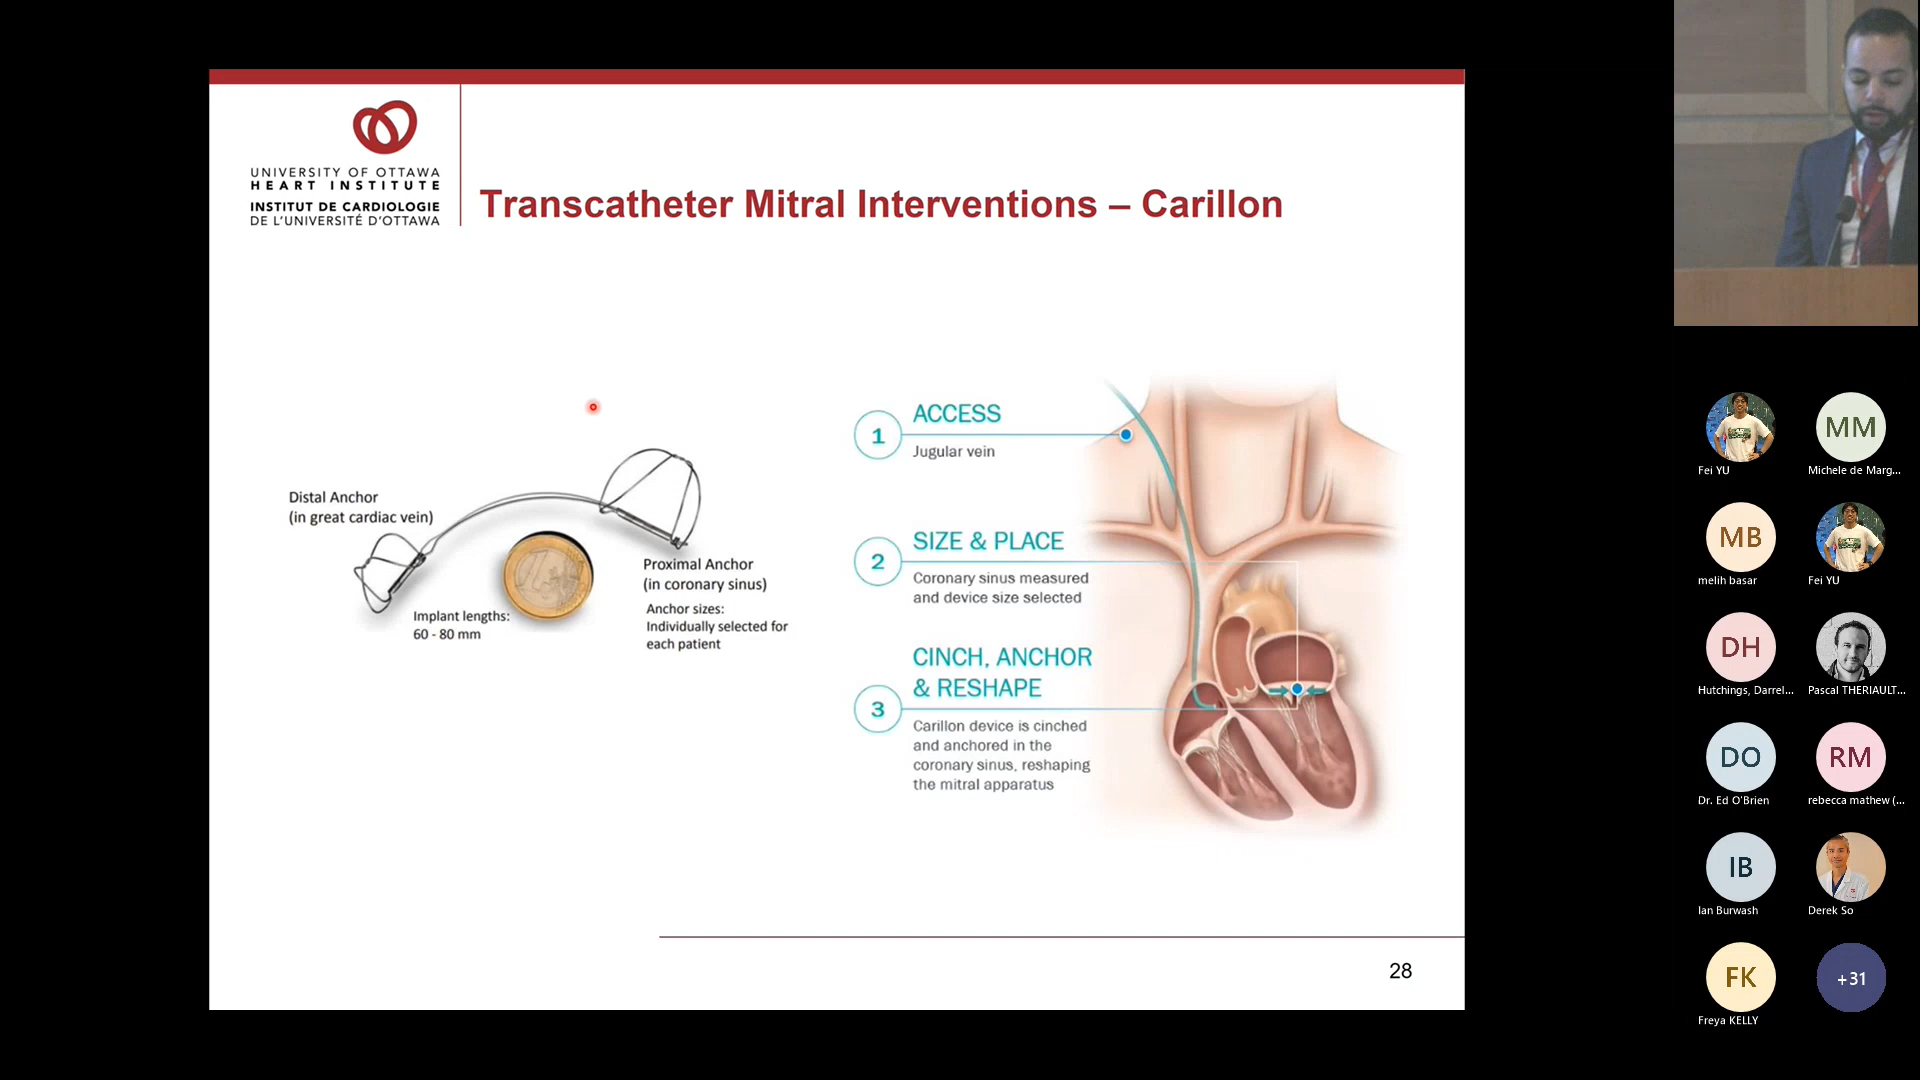 UNIVERSITY OF OTTAWA
HEART INSTITUTE
INSTITUT DE CARDIOLOGIE
DE L'UNIVERSITÉ D'OTTAWA
Transcatheter Mitral Interventions – Carillon
Distal Anchor
(in great cardiac vein)
Implant lengths:
60 - 80 mm
Proximal Anchor
(in coronary sinus)
Anchor sizes:
Individually selected for
each patient
1
ACCESS
Jugular vein
2
SIZE & PLACE
Coronary sinus measured
and device size selected
3
CINCH, ANCHOR
& RESHAPE
Carillon device is cinched
and anchored in the
coronary sinus, reshaping
the mitral apparatus
28
Fei YU
MM
Michele de Marg...
MB
melih basar
Fei YU
DH
Hutchings, Darrel...
Pascal THERIAULT...
DO
Dr. Ed O'Brien
RM
rebecca mathew (...
IB
Ian Burwash
Derek So
FK
Freya KELLY
+31